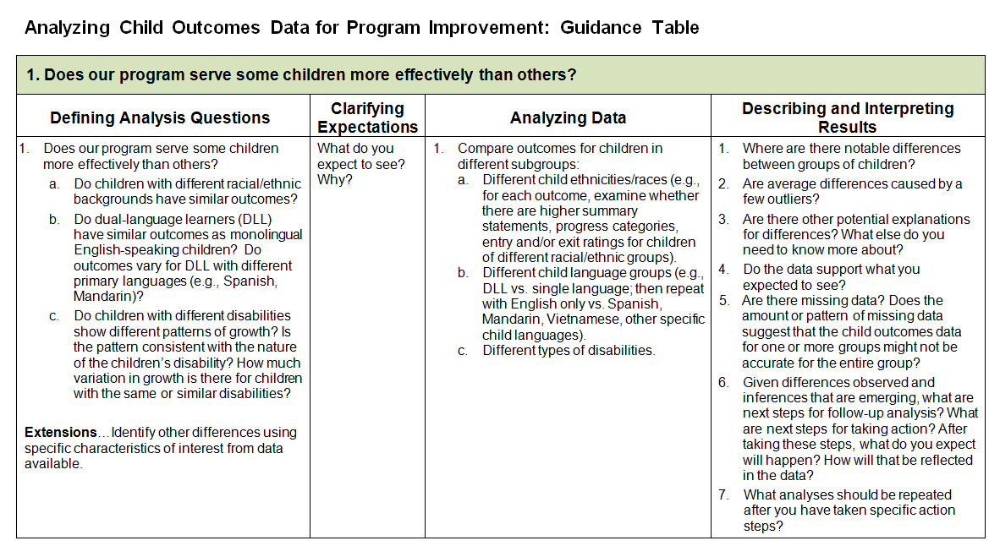 Analyzing Child Outcomes Data for Program Improvement: Guidance Table
1. Does our program serve some children more effectively than others?
Defining Analysis Questions
Clarifying
Expectations
Analyzing Data
Describing and Interpreting
Results
1. Does our program serve some children
more effectively than others?
a. Do children with different racial/ethnic
backgrounds have similar outcomes?
b. Do dual-language learners (DLL)
have similar outcomes as monolingual
English-speaking children? Do
outcomes vary for DLL with different
primary languages (e.g., Spanish,
Mandarin)?
c. Do children with different disabilities
show different patterns of growth? Is
the pattern consistent with the nature
of the children's disability? How much
variation in growth is there for children
with the same or similar disabilities?
Extensions…Identify other differences using
specific characteristics of interest from data
available.
What do you
expect to see?
Why?
1. Compare outcomes for children in
different subgroups:
a. Different child ethnicities/races (e.g.,
for each outcome, examine whether
there are higher summary
statements, progress categories,
entry and/or exit ratings for children
of different racial/ethnic groups).
b. Different child language groups (e.g.,
DLL vs. single language; then repeat
with English only vs. Spanish,
Mandarin, Vietnamese, other specific
child languages).
c. Different types of disabilities.
1. Where are there notable differences
between groups of children?
2. Are average differences caused by a
few outliers?
3. Are there other potential explanations
for differences? What else do you
need to know more about?
4. Do the data support what you
expected to see?
5. Are there missing data? Does the
amount or pattern of missing data
suggest that the child outcomes data
for one or more groups might not be
accurate for the entire group?
6. Given differences observed and
inferences that are emerging, what are
next steps for follow-up analysis? What
are next steps for taking action? After
taking these steps, what do you expect
will happen? How will that be reflected
in the data?
7. What analyses should be repeated
after you have taken specific action
steps?